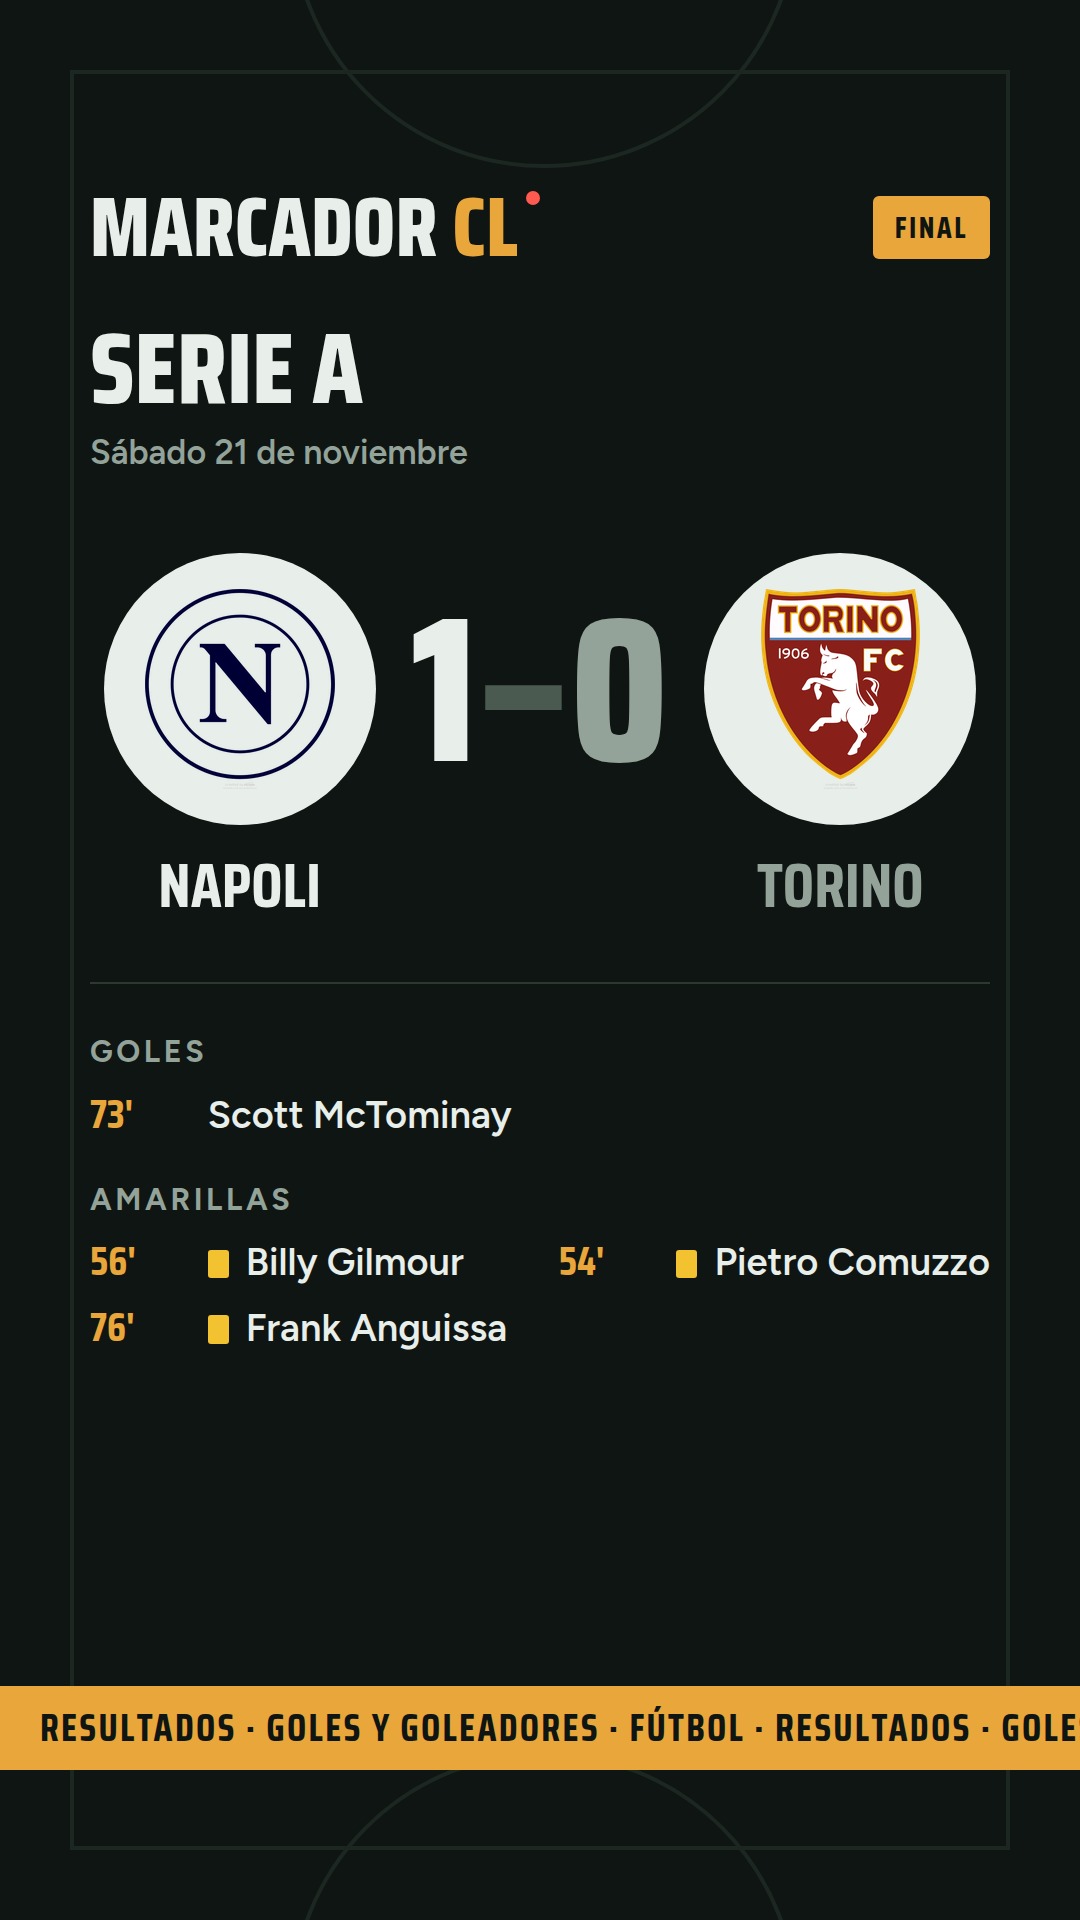 MARCADOR CL
FINAL
SERIE A
Sábado 21 de noviembre
N
1–0
TORINO
1906 FC
NAPOLI
TORINO
GOLES
73' Scott McTominay
AMARILLAS
56' Billy Gilmour
54' Pietro Comuzzo
76' Frank Anguissa
RESULTADOS · GOLES Y GOLEADORES · FÚTBOL · RESULTADOS · GOLES